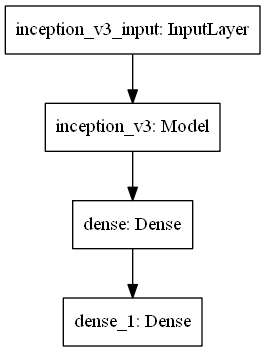 inception_v3_input: InputLayer
inception_v3: Model
dense: Dense
dense_1: Dense